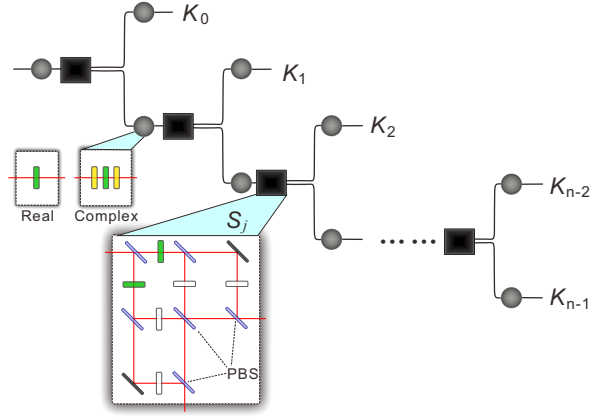 K₀
K₁
K₂
Kₙ₋₂
Real Complex
Sⱼ
Kₙ₋₁
PBS